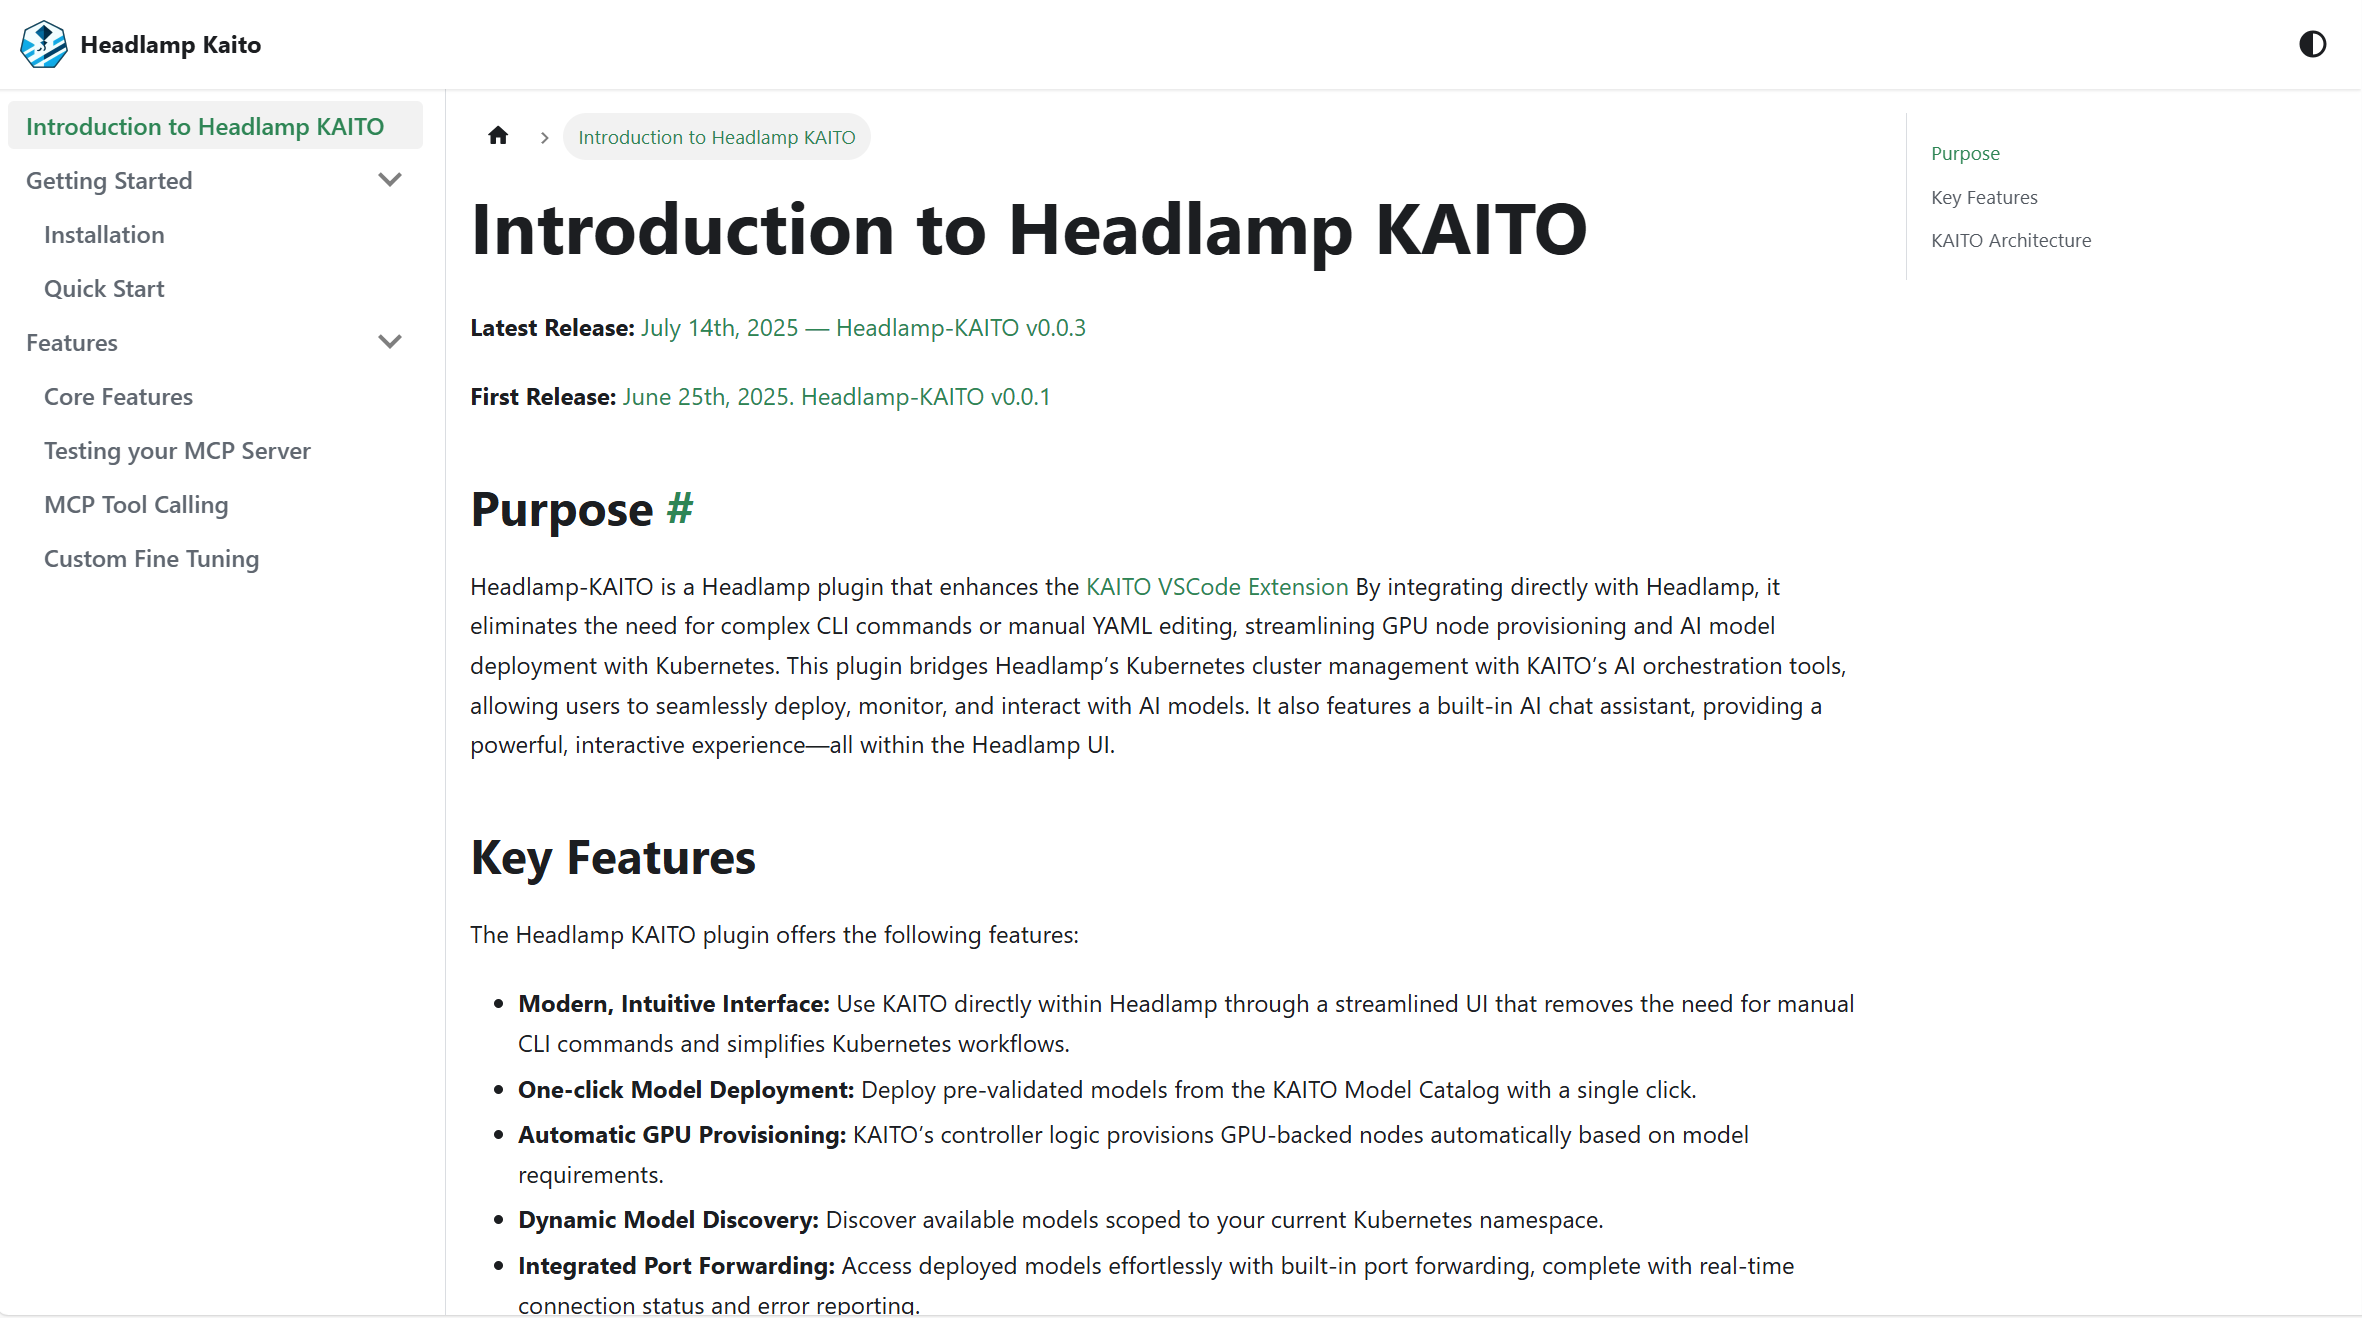 Headlamp Kaito
Introduction to Headlamp KAITO
Getting Started
Installation
Quick Start
Features
Core Features
Testing your MCP Server
MCP Tool Calling
Custom Fine Tuning
Introduction to Headlamp KAITO
Introduction to Headlamp KAITO
Latest Release: July 14th, 2025 — Headlamp-KAITO v0.0.3
First Release: June 25th, 2025. Headlamp-KAITO v0.0.1
Purpose #
Headlamp-KAITO is a Headlamp plugin that enhances the KAITO VSCode Extension By integrating directly with Headlamp, it
eliminates the need for complex CLI commands or manual YAML editing, streamlining GPU node provisioning and AI model
deployment with Kubernetes. This plugin bridges Headlamp’s Kubernetes cluster management with KAITO’s AI orchestration tools,
allowing users to seamlessly deploy, monitor, and interact with AI models. It also features a built-in AI chat assistant, providing a
powerful, interactive experience—all within the Headlamp UI.
Key Features
The Headlamp KAITO plugin offers the following features:
• Modern, Intuitive Interface: Use KAITO directly within Headlamp through a streamlined UI that removes the need for manual
CLI commands and simplifies Kubernetes workflows.
• One-click Model Deployment: Deploy pre-validated models from the KAITO Model Catalog with a single click.
• Automatic GPU Provisioning: KAITO’s controller logic provisions GPU-backed nodes automatically based on model
requirements.
• Dynamic Model Discovery: Discover available models scoped to your current Kubernetes namespace.
• Integrated Port Forwarding: Access deployed models effortlessly with built-in port forwarding, complete with real-time
connection status and error reporting.
Purpose
Key Features
KAITO Architecture